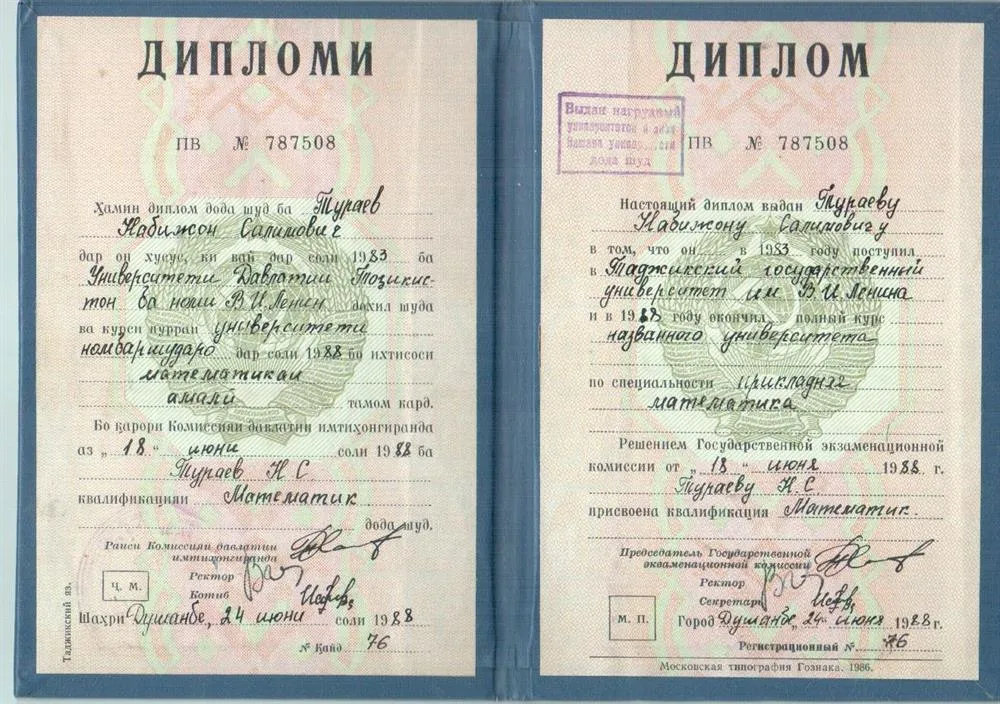 ДИПЛОМИ
ПВ № 787508
Ҳамин диплом дода шуд ба Тураев
Набижон Салимович
дар он хусус, ки вай дар соли 1983 ба
Университети Давлатии Тоҷикис-
тон ба номи В.И.Ленин дохил шуда
ва курси пурраи университети
номбаршударо дар соли 1988 бо ихтисоси
математикаи
амалӣ тамом кард.
Бо қарори Комиссияи давлатии имтиҳонгиранда
аз „18“ июни соли 1988 ба
Тураев Н.С.
квалификацияи Математик
дода шуд.
Раиси Комиссияи давлатии
имтиҳонгиранда
Ректор
Ҷ. М.
Котиб
Шаҳри Душанбе, 24 июни соли 1988
№ Қайд 76
Таджикский яз.
ДИПЛОМ
Выдан нагрудный
дода шуд
ПВ № 787508
Настоящий диплом выдан Тураеву
Набижону Салимовичу
в том, что он в 1983 году поступил
в Таджикский государственный
университет им В.И.Ленина
и в 1988 году окончил полный курс
названного университета
по специальности прикладная
математика
Решением Государственной экзаменационной
комиссии от „18“ июня 1988 г.
Тураеву Н.С.
присвоена квалификация Математик.
Председатель Государственной
экзаменационной комиссии
Ректор
Секретарь
М. П.
Город Душанбе, 24 июня 1988г.
Регистрационный № 76
Московская типография Гознака. 1986.